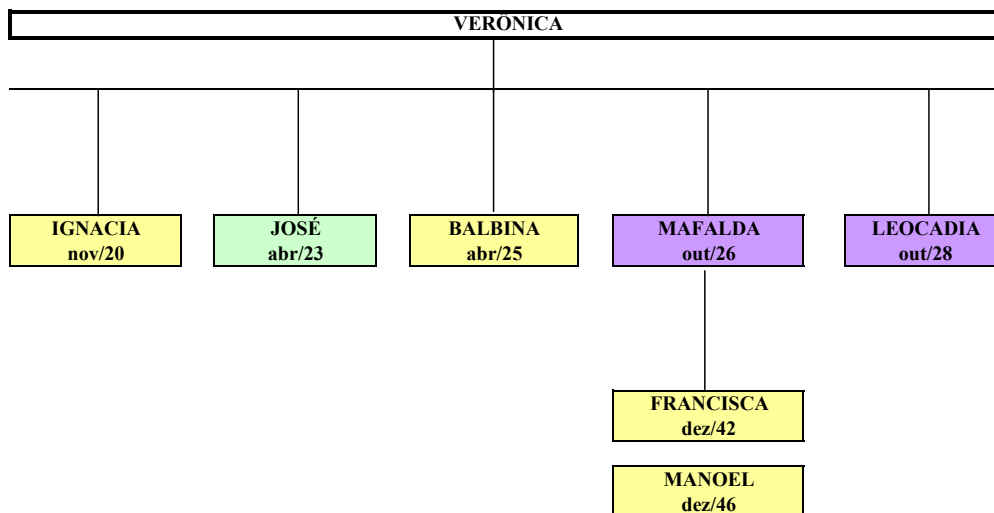 VERÔNICA
IGNACIA
nov/20
JOSÉ
abr/23
BALBINA
abr/25
MAFALDA
out/26
LEOCADIA
out/28
FRANCISCA
dez/42
MANOEL
dez/46